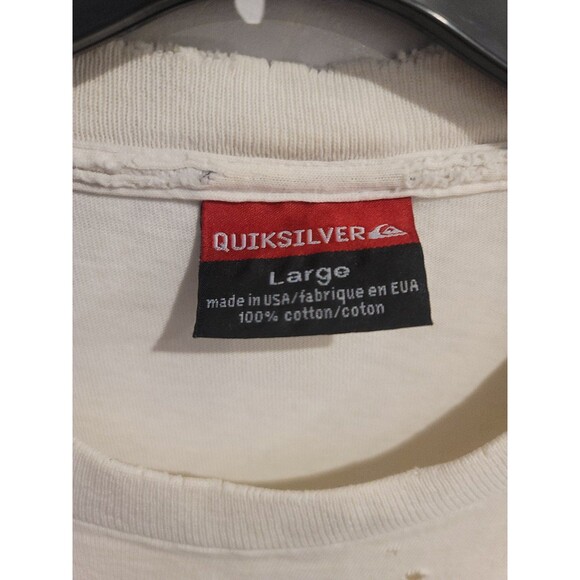 QUIKSILVER
Large
made in USA/fabrique en EUA
100% cotton/coton